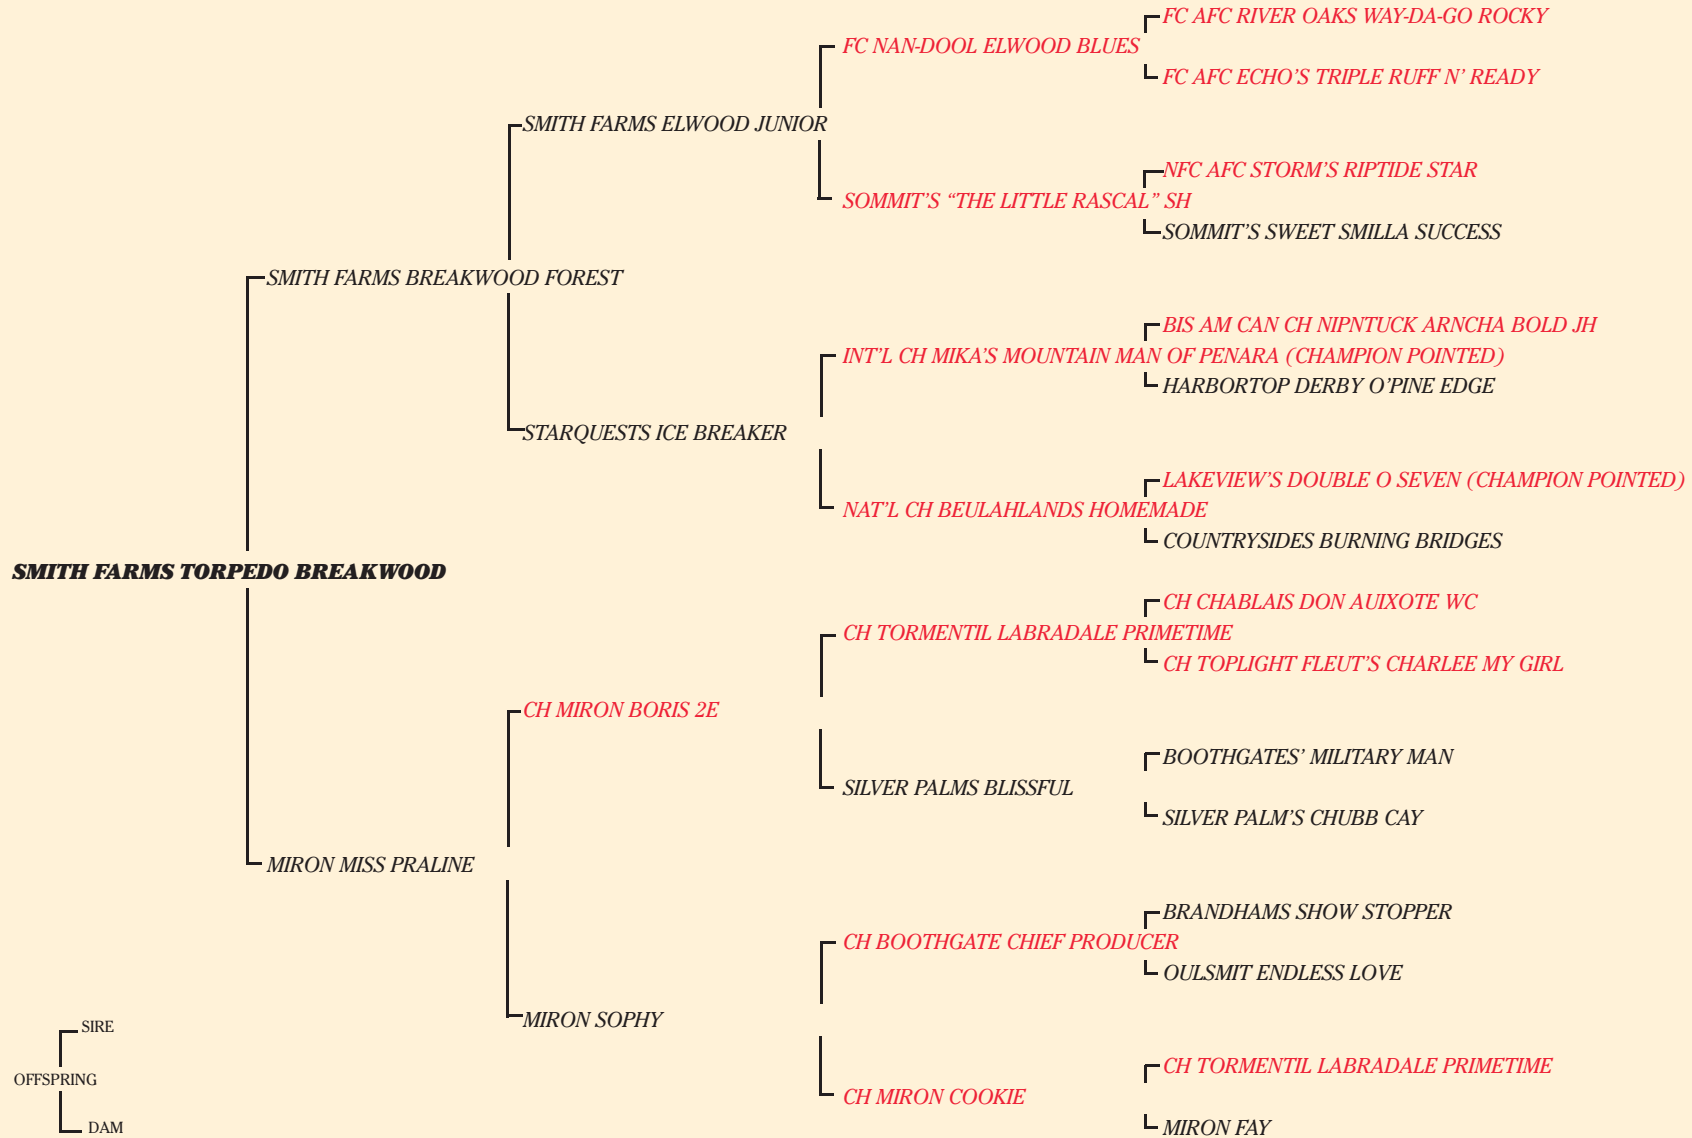 FC AFC RIVER OAKS WAY-DA-GO ROCKY
FC NAN-DOOL ELWOOD BLUES
FC AFC ECHO’S TRIPLE RUFF N’ READY
SMITH FARMS ELWOOD JUNIOR
NFC AFC STORM’S RIPTIDE STAR
SOMMIT’S “THE LITTLE RASCAL” SH
SOMMIT’S SWEET SMILLA SUCCESS
SMITH FARMS BREAKWOOD FOREST
BIS AM CAN CH NIPNTUCK ARNCHA BOLD JH
INT’L CH MIKA’S MOUNTAIN MAN OF PENARA (CHAMPION POINTED)
HARBORTOP DERBY O’PINE EDGE
STARQUESTS ICE BREAKER
LAKEVIEW’S DOUBLE O SEVEN (CHAMPION POINTED)
NAT’L CH BEULAHLANDS HOMEMADE
COUNTRYSIDES BURNING BRIDGES
SMITH FARMS TORPEDO BREAKWOOD
CH CHABLAIS DON AUIXOTE WC
CH TORMENTIL LABRADALE PRIMETIME
CH TOPLIGHT FLEUT’S CHARLEE MY GIRL
CH MIRON BORIS 2E
BOOTHGATES’ MILITARY MAN
SILVER PALMS BLISSFUL
SILVER PALM’S CHUBB CAY
MIRON MISS PRALINE
BRANDHAMS SHOW STOPPER
CH BOOTHGATE CHIEF PRODUCER
OULSMIT ENDLESS LOVE
MIRON SOPHY
CH TORMENTIL LABRADALE PRIMETIME
CH MIRON COOKIE
MIRON FAY
SIRE
OFFSPRING
DAM